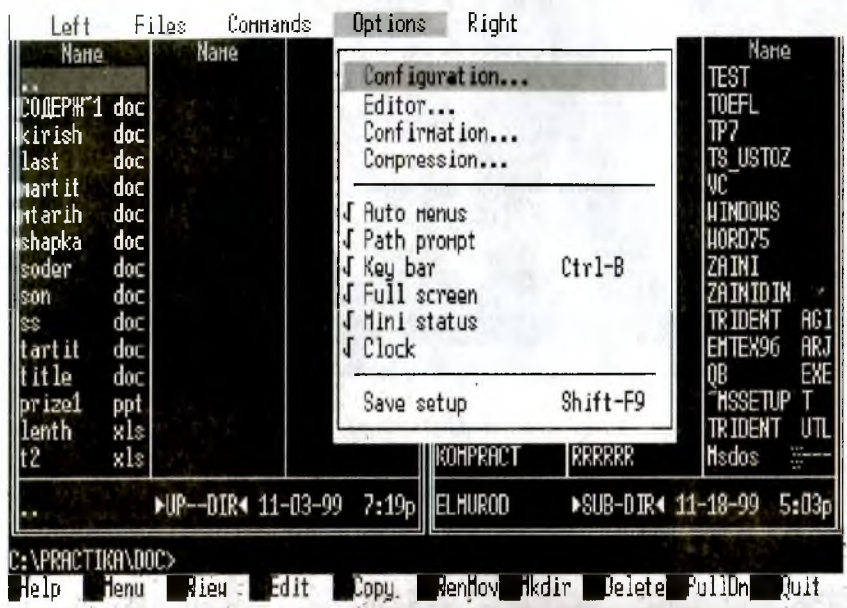 Left Files Commands Options Right
Name Name Name
..
СОДЕРЖ~1 doc
kirish doc
last doc
martit doc
mtarih doc
shapka doc
soder doc
son doc
ss doc
tartit doc
title doc
prize1 ppt
lenth xls
t2 xls
Configuration...
Editor...
Confirmation...
Compression...
√ Auto menus
√ Path prompt
√ Key bar Ctrl-B
√ Full screen
√ Mini status
√ Clock
Save setup Shift-F9
KOMPRACT RRRRRR
TEST
TOEFL
TP7
TS_USTOZ
VC
WINDOWS
WORD75
ZAINI
ZAINIDIN
TRIDENT AGI
EMTEX96 ARJ
QB EXE
~MSSETUP T
TRIDENT UTL
Msdos ---
.. ►UP--DIR◄ 11-03-99 7:19p ELMUROD ►SUB-DIR◄ 11-18-99 5:03p
C:\PRACTIKA\DOC>
Help Menu View Edit Copy RenMov Mkdir Delete PullDn Quit